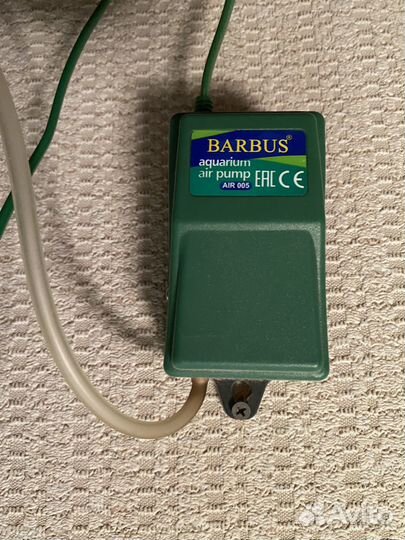 BARBUS®
aquarium
air pump
AIR 005
EAC CE
Avito